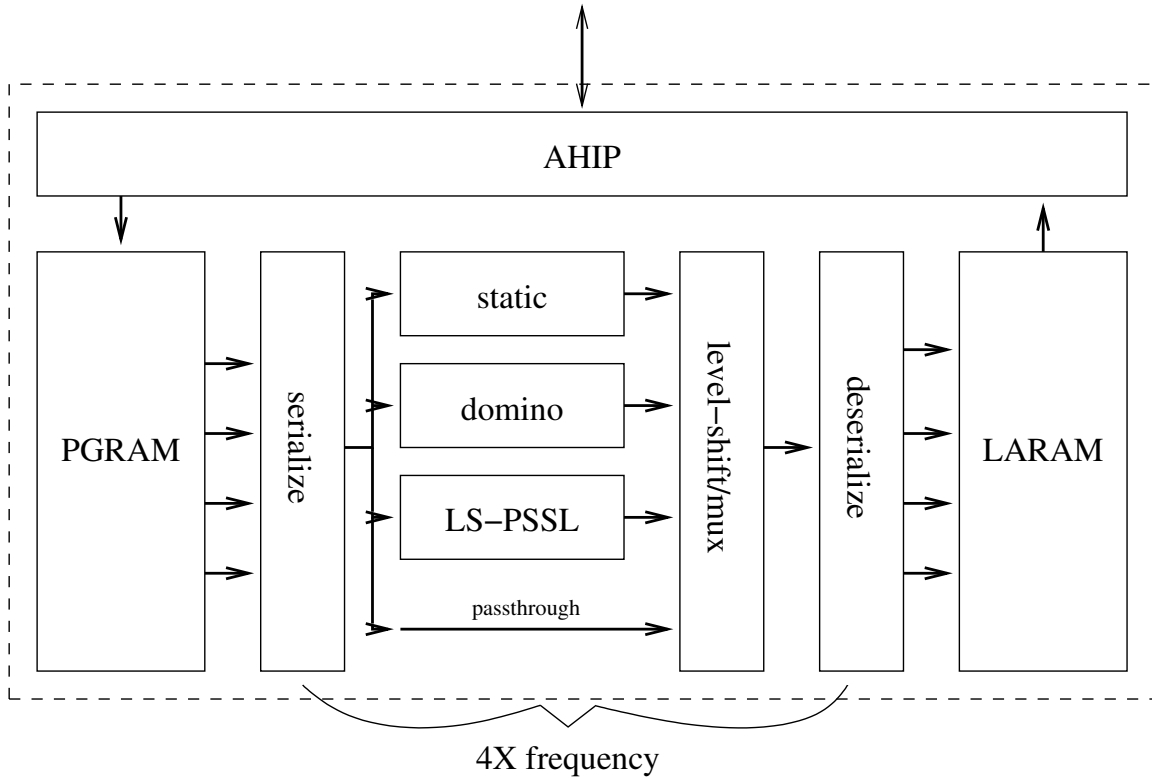 AHIP
PGRAM
serialize
static
domino
LS−PSSL
passthrough
level−shift/mux
deserialize
LARAM
4X frequency